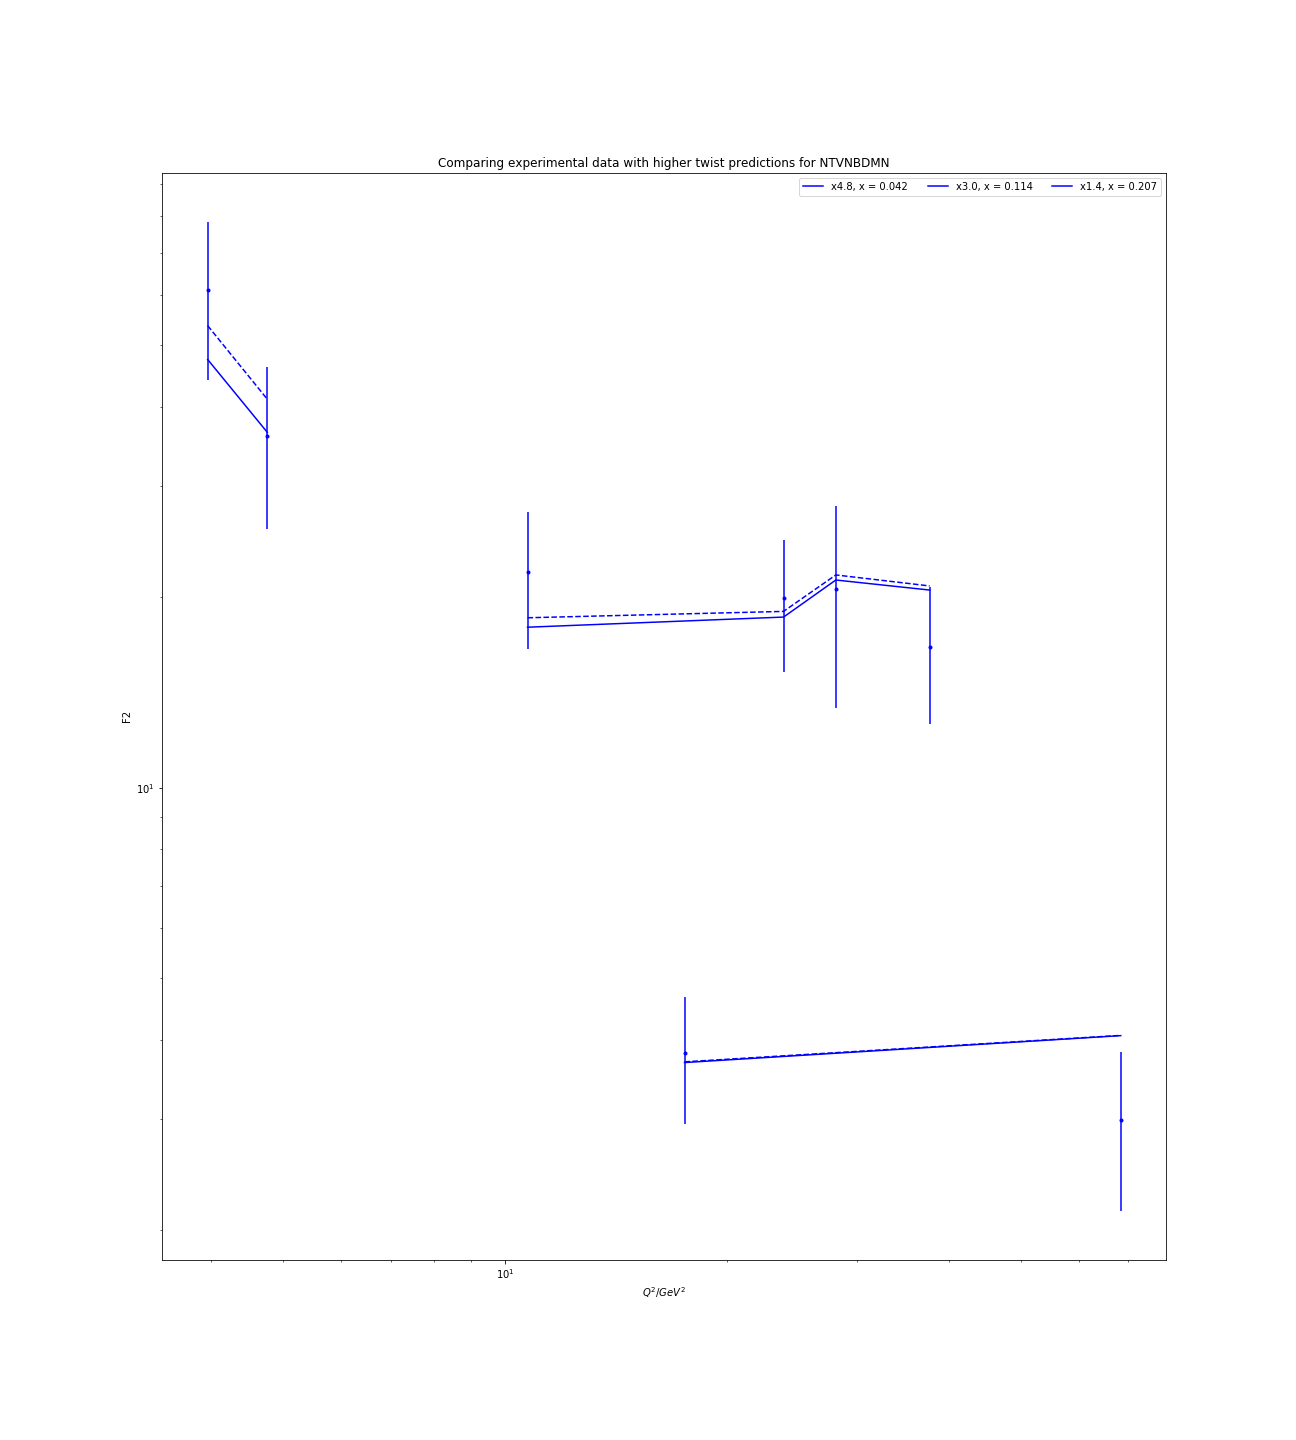 Comparing experimental data with higher twist predictions for NTVNBDMN
x4.8, x = 0.042 x3.0, x = 0.114 x1.4, x = 0.207
F2
10¹
10¹
Q²/GeV²